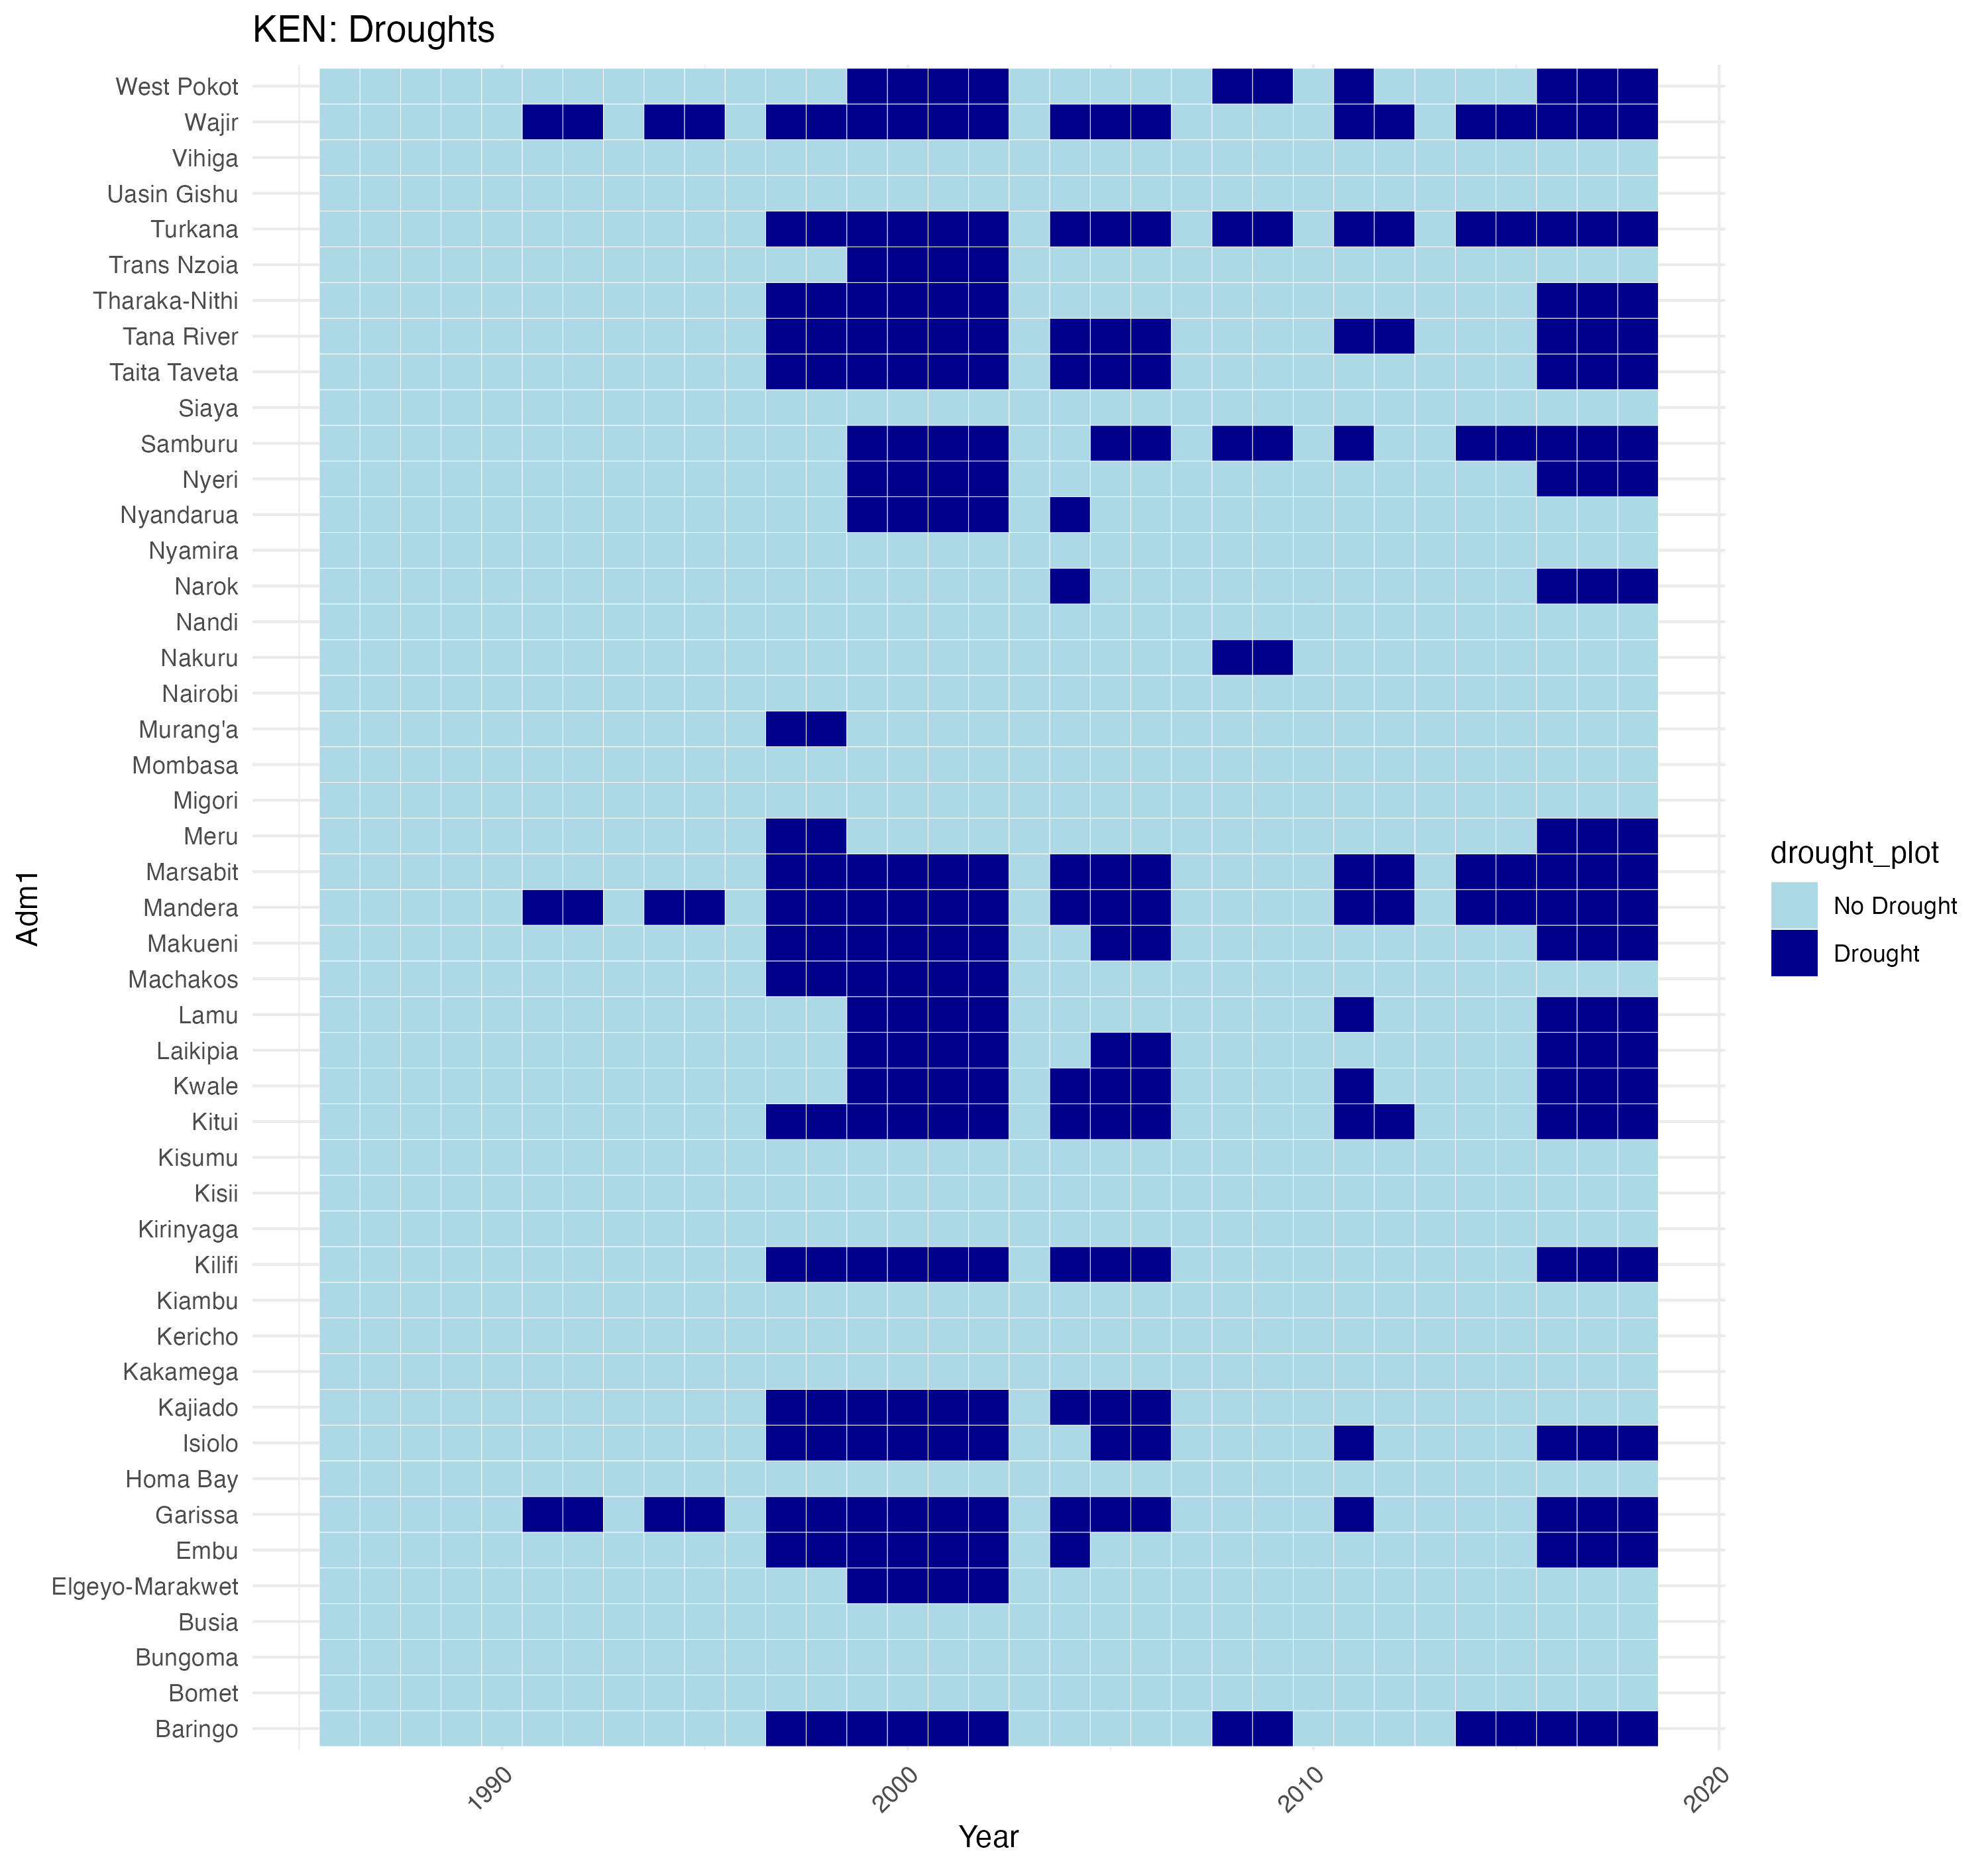 KEN: Droughts
West Pokot
Wajir
Vihiga
Uasin Gishu
Turkana
Trans Nzoia
Tharaka-Nithi
Tana River
Taita Taveta
Siaya
Samburu
Nyeri
Nyandarua
Nyamira
Narok
Nandi
Nakuru
Nairobi
Murang'a
Mombasa
Migori
Meru
Marsabit
Mandera
Makueni
Machakos
Lamu
Laikipia
Kwale
Kitui
Kisumu
Kisii
Kirinyaga
Kilifi
Kiambu
Kericho
Kakamega
Kajiado
Isiolo
Homa Bay
Garissa
Embu
Elgeyo-Marakwet
Busia
Bungoma
Bomet
Baringo
Adm1
1990
2000
2010
2020
Year
drought_plot
No Drought
Drought